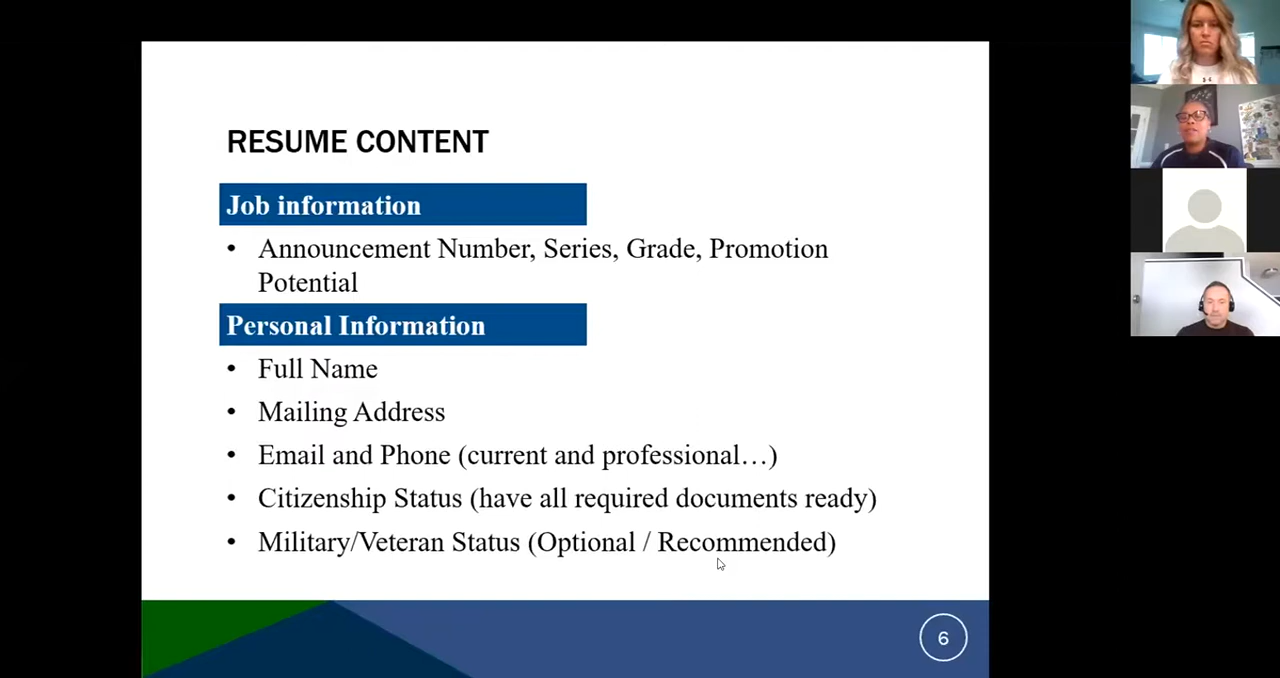 RESUME CONTENT
Job information
• Announcement Number, Series, Grade, Promotion
Potential
Personal Information
• Full Name
• Mailing Address
• Email and Phone (current and professional…)
• Citizenship Status (have all required documents ready)
• Military/Veteran Status (Optional / Recommended)
6